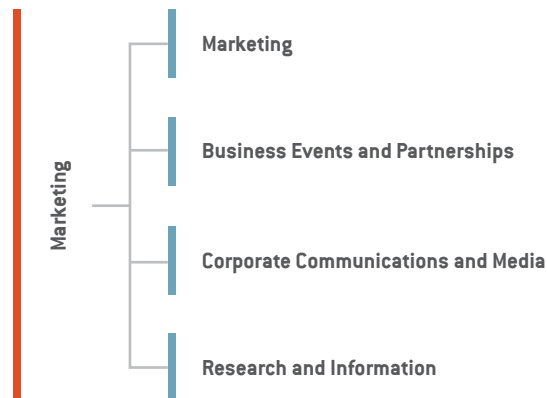 Marketing
Marketing
Business Events and Partnerships
Corporate Communications and Media
Research and Information